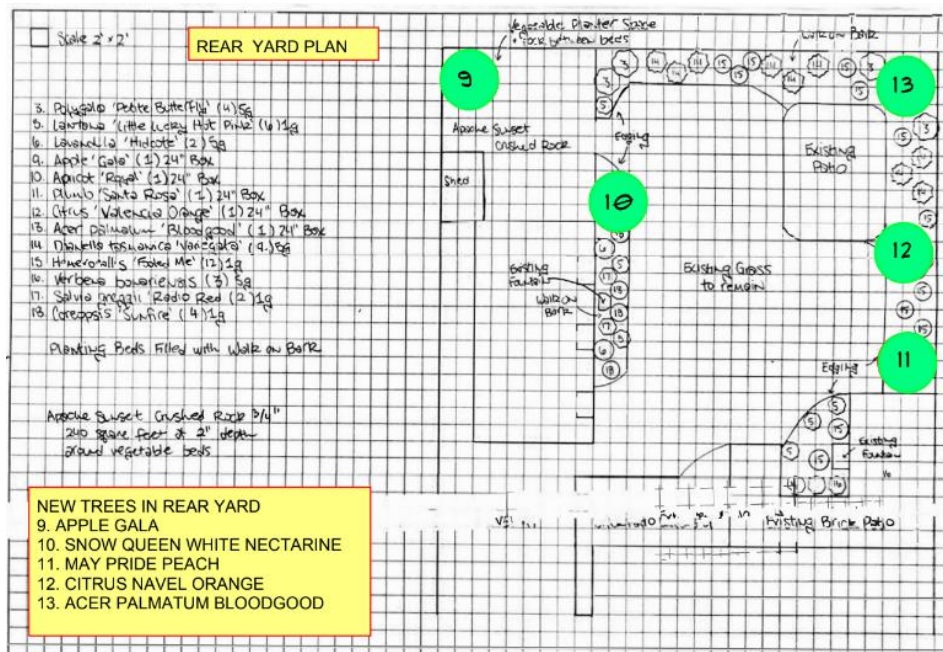 Scale 2' x 2'
REAR YARD PLAN
Vegetable Planter Space
+ rock between beds
Walk on Bark
3. Polygala 'Petite Butterfly' (4) 5g
5. Lantana 'Little Lucky Hot Pink' (6) 1g
6. Lavendula 'Hidcote' (2) 5g
9. Apple 'Gala' (1) 24" Box
10. Apricot 'Royal' (1) 24" Box
11. Plumb 'Santa Rosa' (1) 24" Box
12. Citrus 'Valencia Orange' (1) 24" Box
13. Acer palmatum 'Bloodgood' (1) 24" Box
14. Dianella tasmanica 'Variegata' (9) 5g
15 Hemerocallis 'Fooled Me' (12) 1g
16. Verbena bonariensis (3) 5g
17. Salvia greggii 'Radio Red' (2) 1g
18. Coreopsis 'Sunfire' (4) 1g
Planting Beds Filled with Walk on Bark
Apache Sunset Crushed Rock 3/4"
240 square feet at 2" depth
around vegetable beds
9
13
Apache Sunset
Crushed Rock
Edging
Existing
Patio
Shed
10
12
Existing
Fountain
Walk on
Bark
Existing Grass
to remain
11
Edging
Existing
Fountain
Existing Brick Patio
NEW TREES IN REAR YARD
9. APPLE GALA
10. SNOW QUEEN WHITE NECTARINE
11. MAY PRIDE PEACH
12. CITRUS NAVEL ORANGE
13. ACER PALMATUM BLOODGOOD